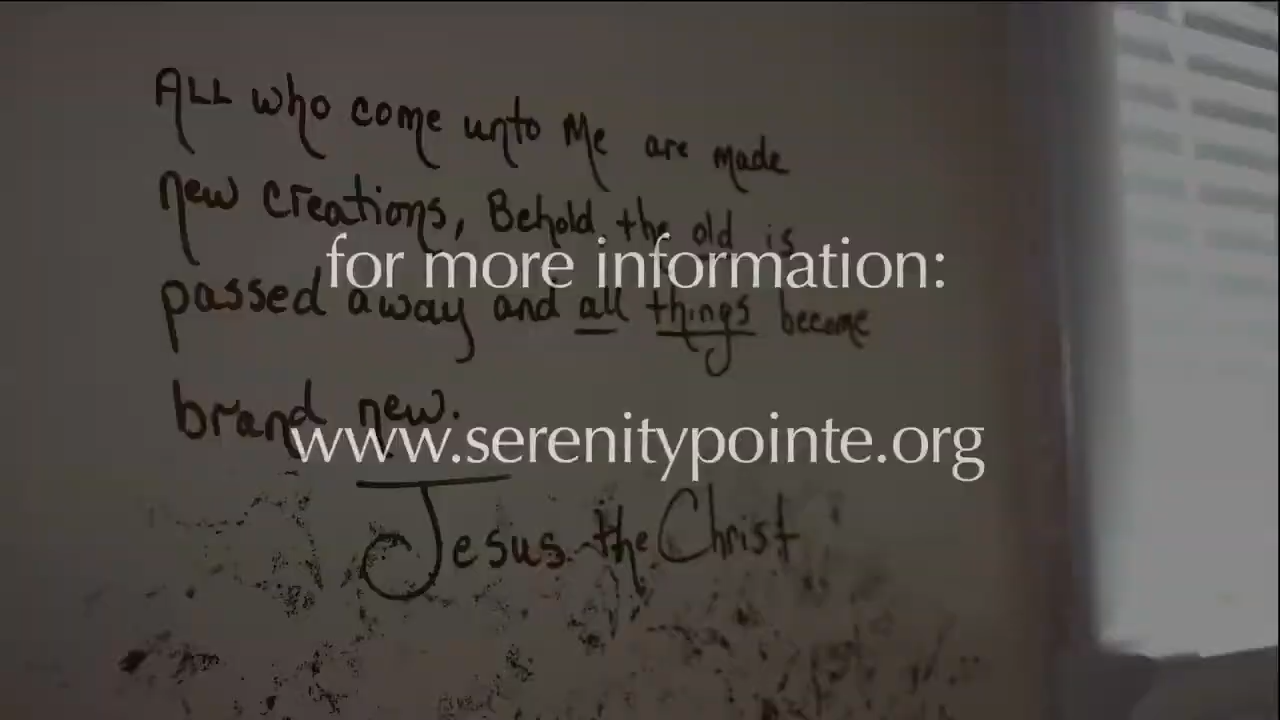 ALL who come unto Me are made
new creations, Behold the old is
for more information:
passed away and all things become
brand new.
www.serenitypointe.org
Jesus the Christ